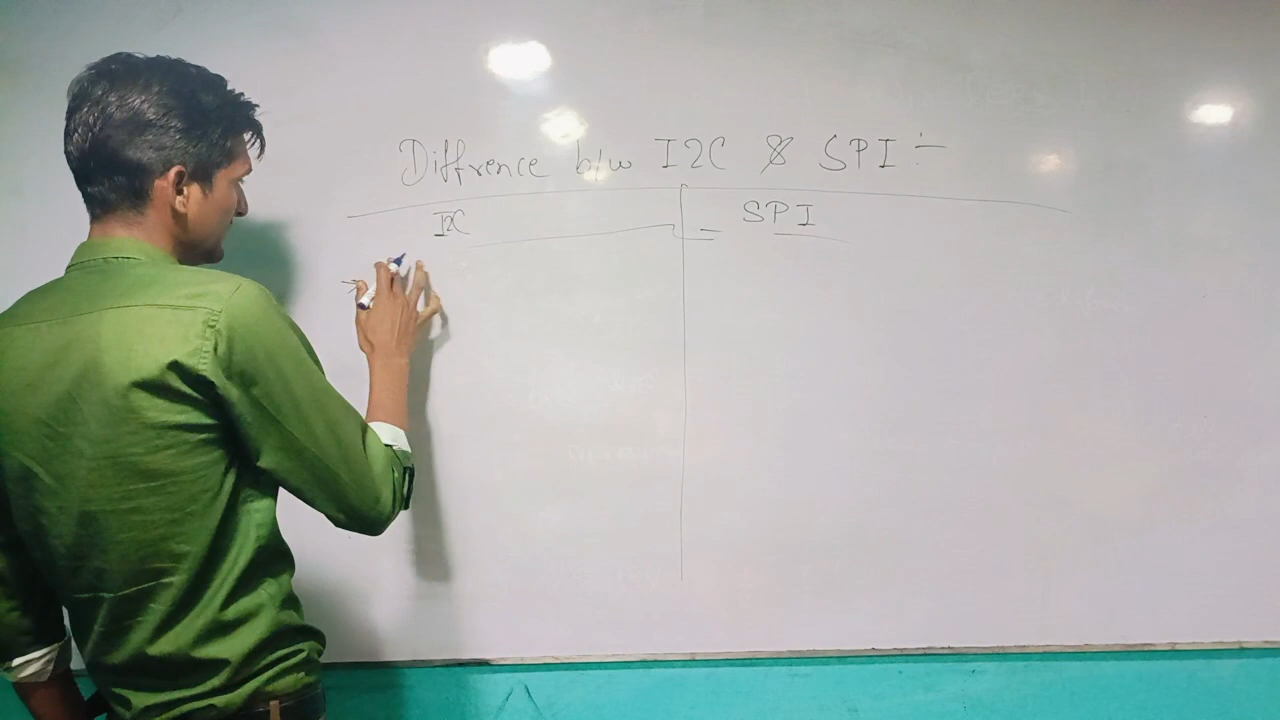 Diffrence b/w I2C & SPI :-
I2C SPI